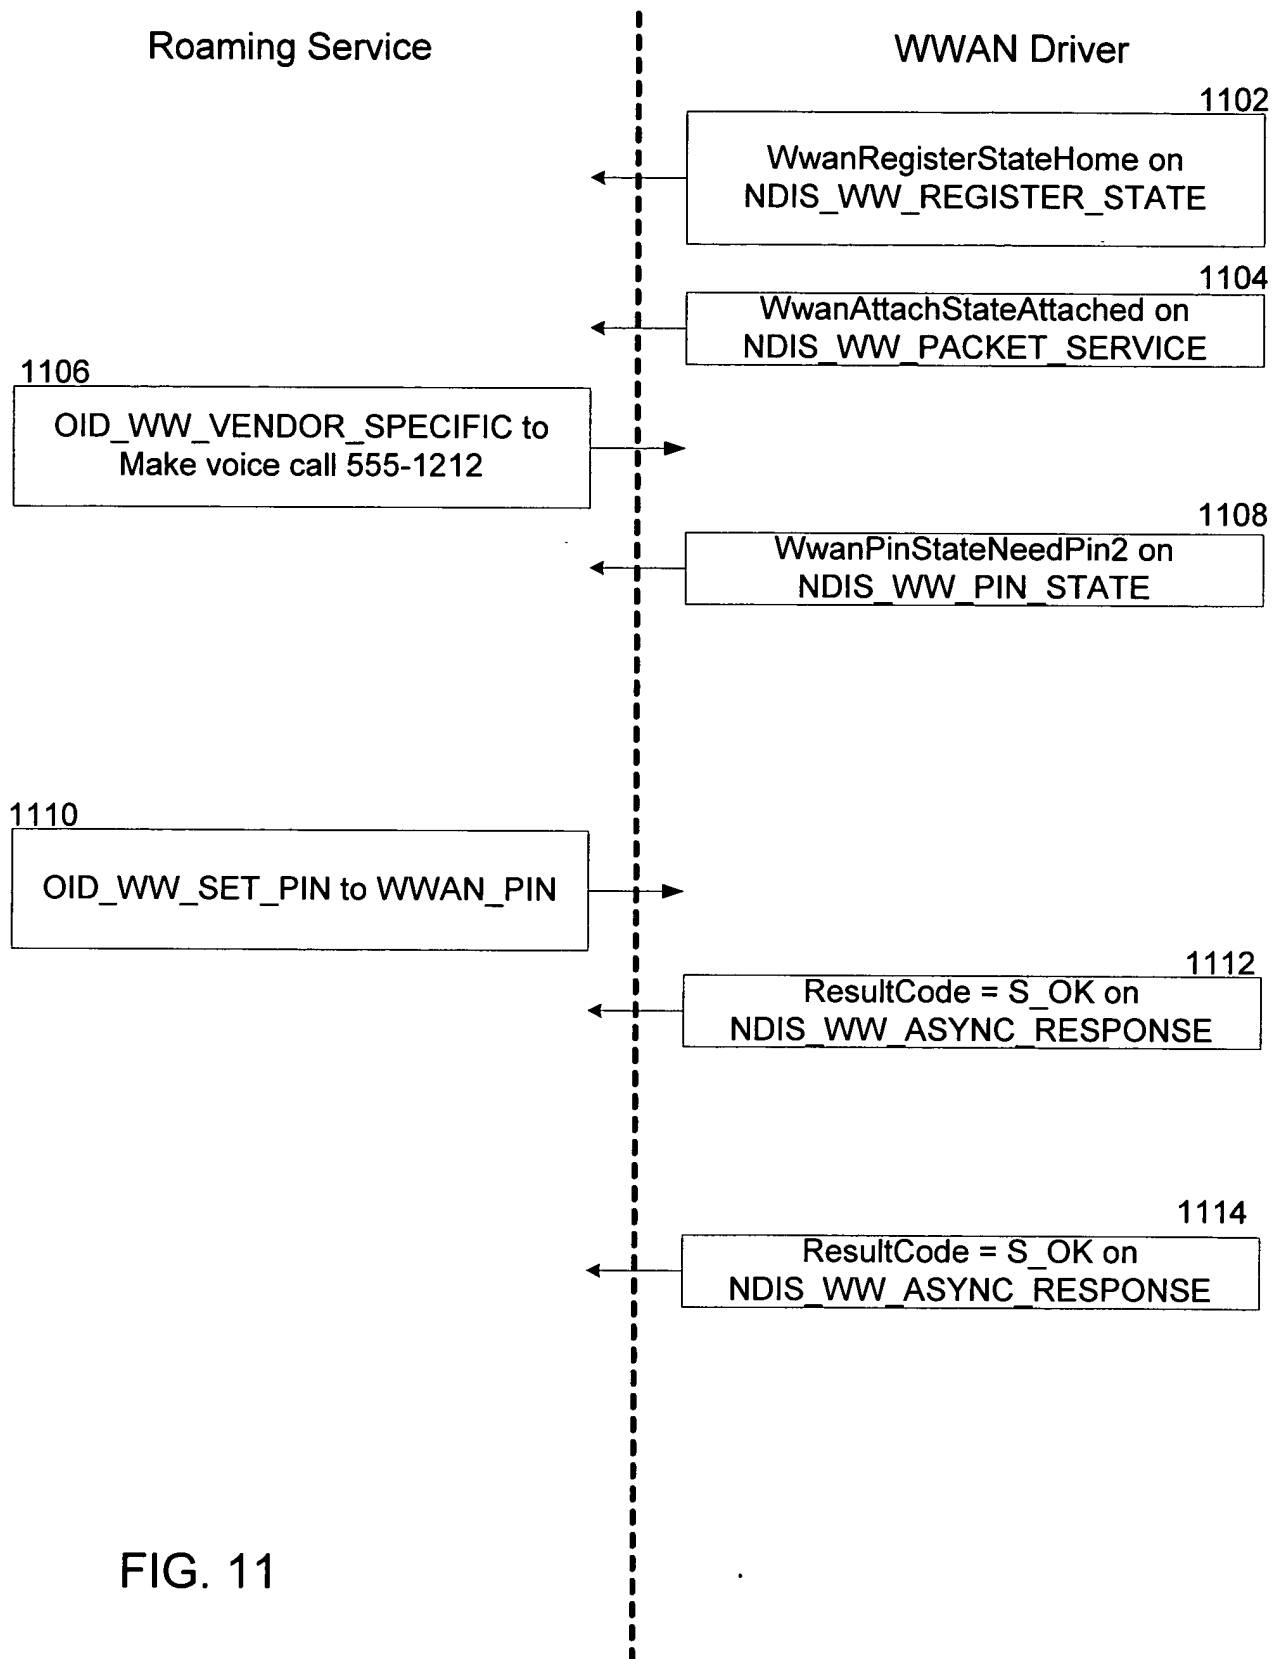 Roaming Service
WWAN Driver
1102
WwanRegisterStateHome on
NDIS_WW_REGISTER_STATE
1104
WwanAttachStateAttached on
NDIS_WW_PACKET_SERVICE
1106
OID_WW_VENDOR_SPECIFIC to
Make voice call 555-1212
1108
WwanPinStateNeedPin2 on
NDIS_WW_PIN_STATE
1110
OID_WW_SET_PIN to WWAN_PIN
1112
ResultCode = S_OK on
NDIS_WW_ASYNC_RESPONSE
1114
ResultCode = S_OK on
NDIS_WW_ASYNC_RESPONSE
FIG. 11